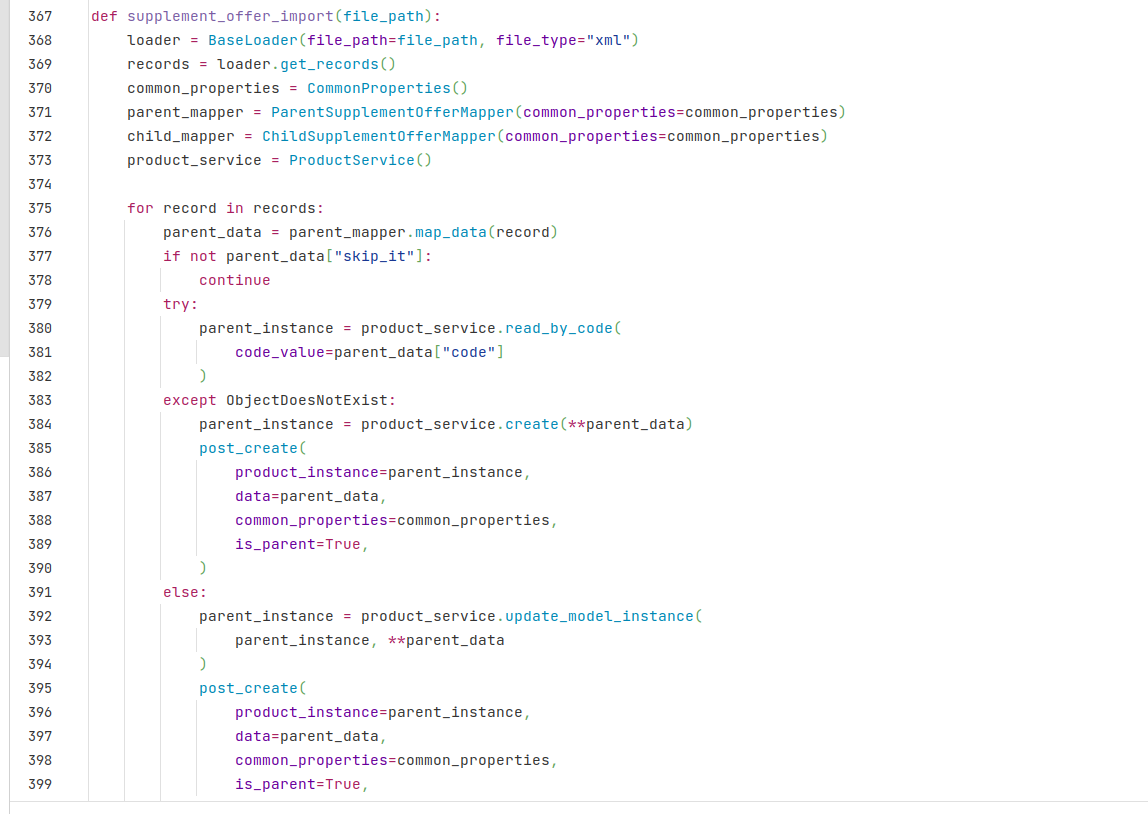 367 def supplement_offer_import(file_path):
368     loader = BaseLoader(file_path=file_path, file_type="xml")
369     records = loader.get_records()
370     common_properties = CommonProperties()
371     parent_mapper = ParentSupplementOfferMapper(common_properties=common_properties)
372     child_mapper = ChildSupplementOfferMapper(common_properties=common_properties)
373     product_service = ProductService()
374
375     for record in records:
376         parent_data = parent_mapper.map_data(record)
377         if not parent_data["skip_it"]:
378             continue
379         try:
380             parent_instance = product_service.read_by_code(
381                 code_value=parent_data["code"]
382             )
383         except ObjectDoesNotExist:
384             parent_instance = product_service.create(**parent_data)
385             post_create(
386                 product_instance=parent_instance,
387                 data=parent_data,
388                 common_properties=common_properties,
389                 is_parent=True,
390             )
391         else:
392             parent_instance = product_service.update_model_instance(
393                 parent_instance, **parent_data
394             )
395             post_create(
396                 product_instance=parent_instance,
397                 data=parent_data,
398                 common_properties=common_properties,
399                 is_parent=True,